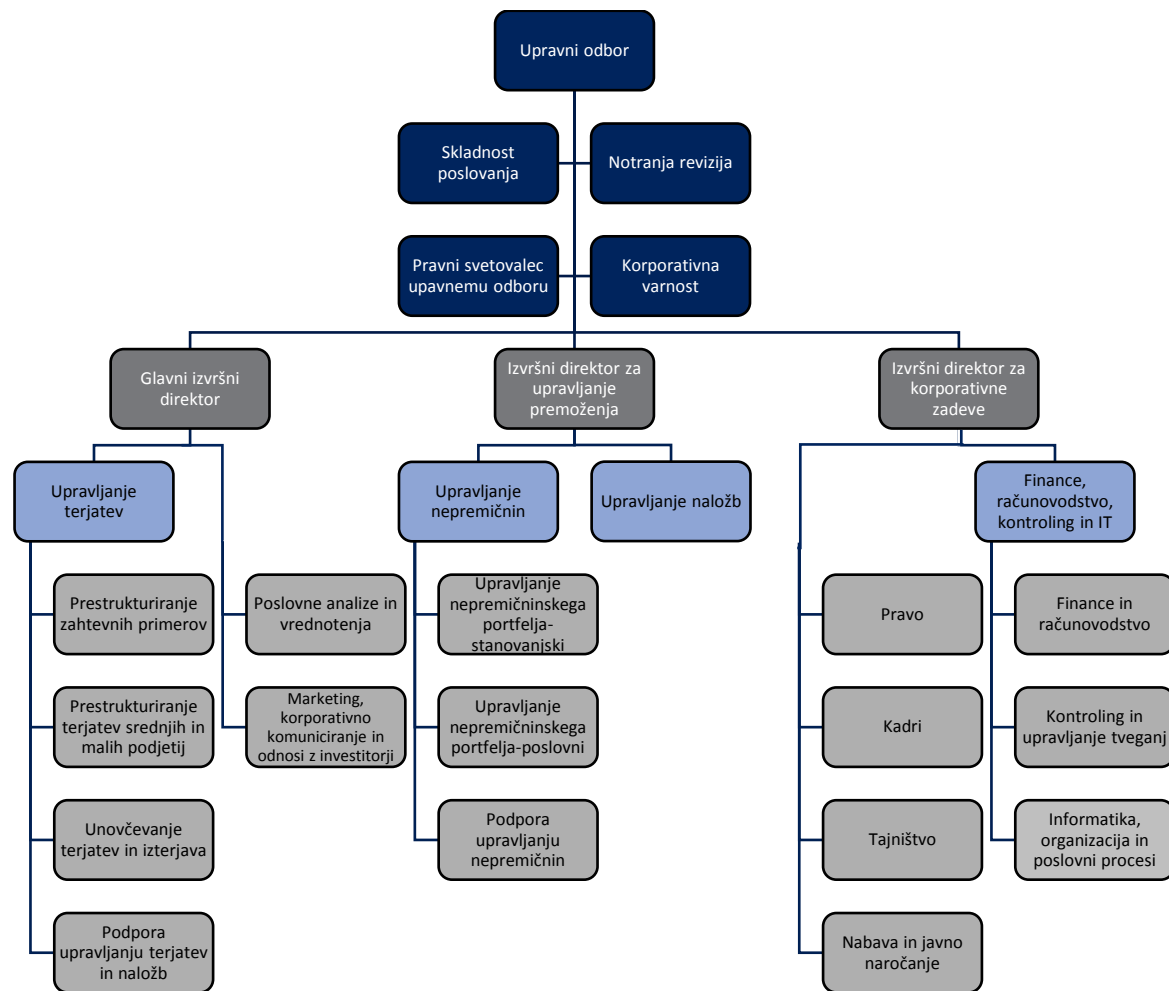 Upravni odbor
Skladnost
poslovanja
Notranja revizija
Pravni svetovalec
upavnemu odboru
Korporativna
varnost
Glavni izvršni
direktor
Izvršni direktor za
upravljanje
premoženja
Izvršni direktor za
korporativne
zadeve
Upravljanje
terjatev
Upravljanje
nepremičnin
Upravljanje naložb
Finance,
računovodstvo,
kontroling in IT
Prestrukturiranje
zahtevnih primerov
Poslovne analize in
vrednotenja
Upravljanje
nepremičninskega
portfelja-
stanovanjski
Pravo
Finance in
računovodstvo
Prestrukturiranje
terjatev srednjih in
malih podjetij
Marketing,
korporativno
komuniciranje in
odnosi z investitorji
Upravljanje
nepremičninskega
portfelja-poslovni
Kadri
Kontroling in
upravljanje tveganj
Unovčevanje
terjatev in izterjava
Podpora
upravljanju
nepremičnin
Tajništvo
Informatika,
organizacija in
poslovni procesi
Podpora
upravljanju terjatev
in naložb
Nabava in javno
naročanje